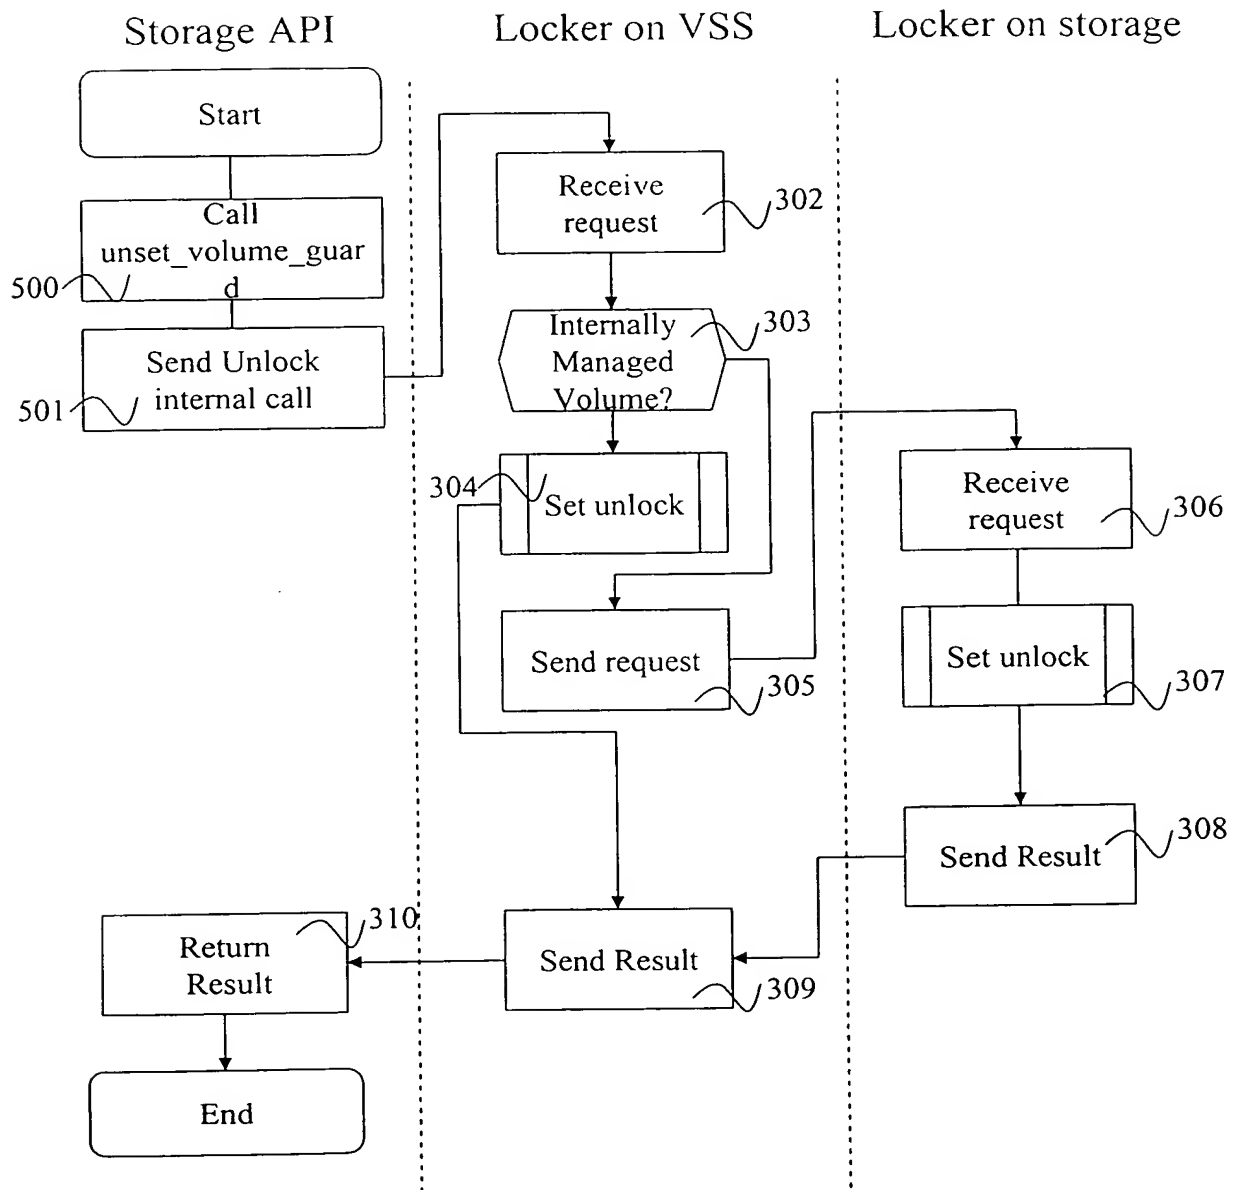 Storage API
Locker on VSS
Locker on storage
Start
Call
unset_volume_guar
d
500
Send Unlock
internal call
501
Receive
request
302
Internally
Managed
Volume?
303
304
Set unlock
Send request
305
Receive
request
306
Set unlock
307
Send Result
308
Send Result
309
Return
Result
310
End